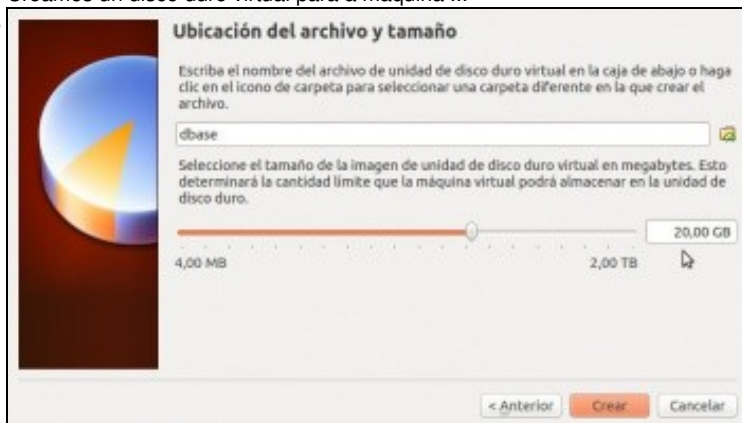 Creamos un disco duro virtual para a máquina ...
Ubicación del archivo y tamaño
Escriba el nombre del archivo de unidad de disco duro virtual en la caja de abajo o haga
clic en el icono de carpeta para seleccionar una carpeta diferente en la que crear el
archivo.
dbase
Seleccione el tamaño de la imagen de unidad de disco duro virtual en megabytes. Esto
determinará la cantidad límite que la máquina virtual podrá almacenar en la unidad de
disco duro.
20,00 GB
4,00 MB 2,00 TB
< Anterior Crear Cancelar